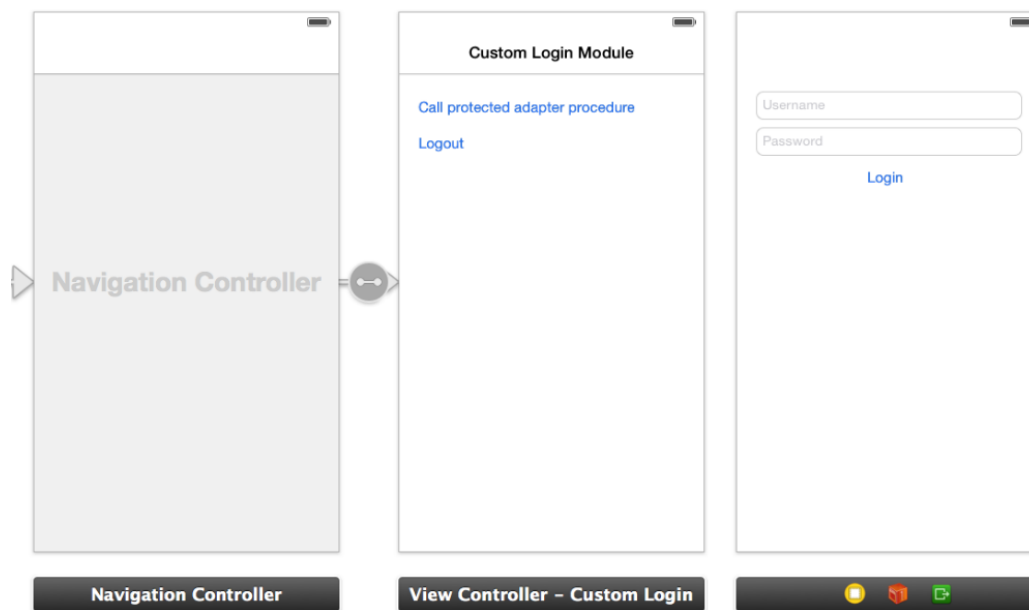 Navigation Controller
Navigation Controller
Custom Login Module
Call protected adapter procedure
Logout
View Controller – Custom Login
Username
Password
Login